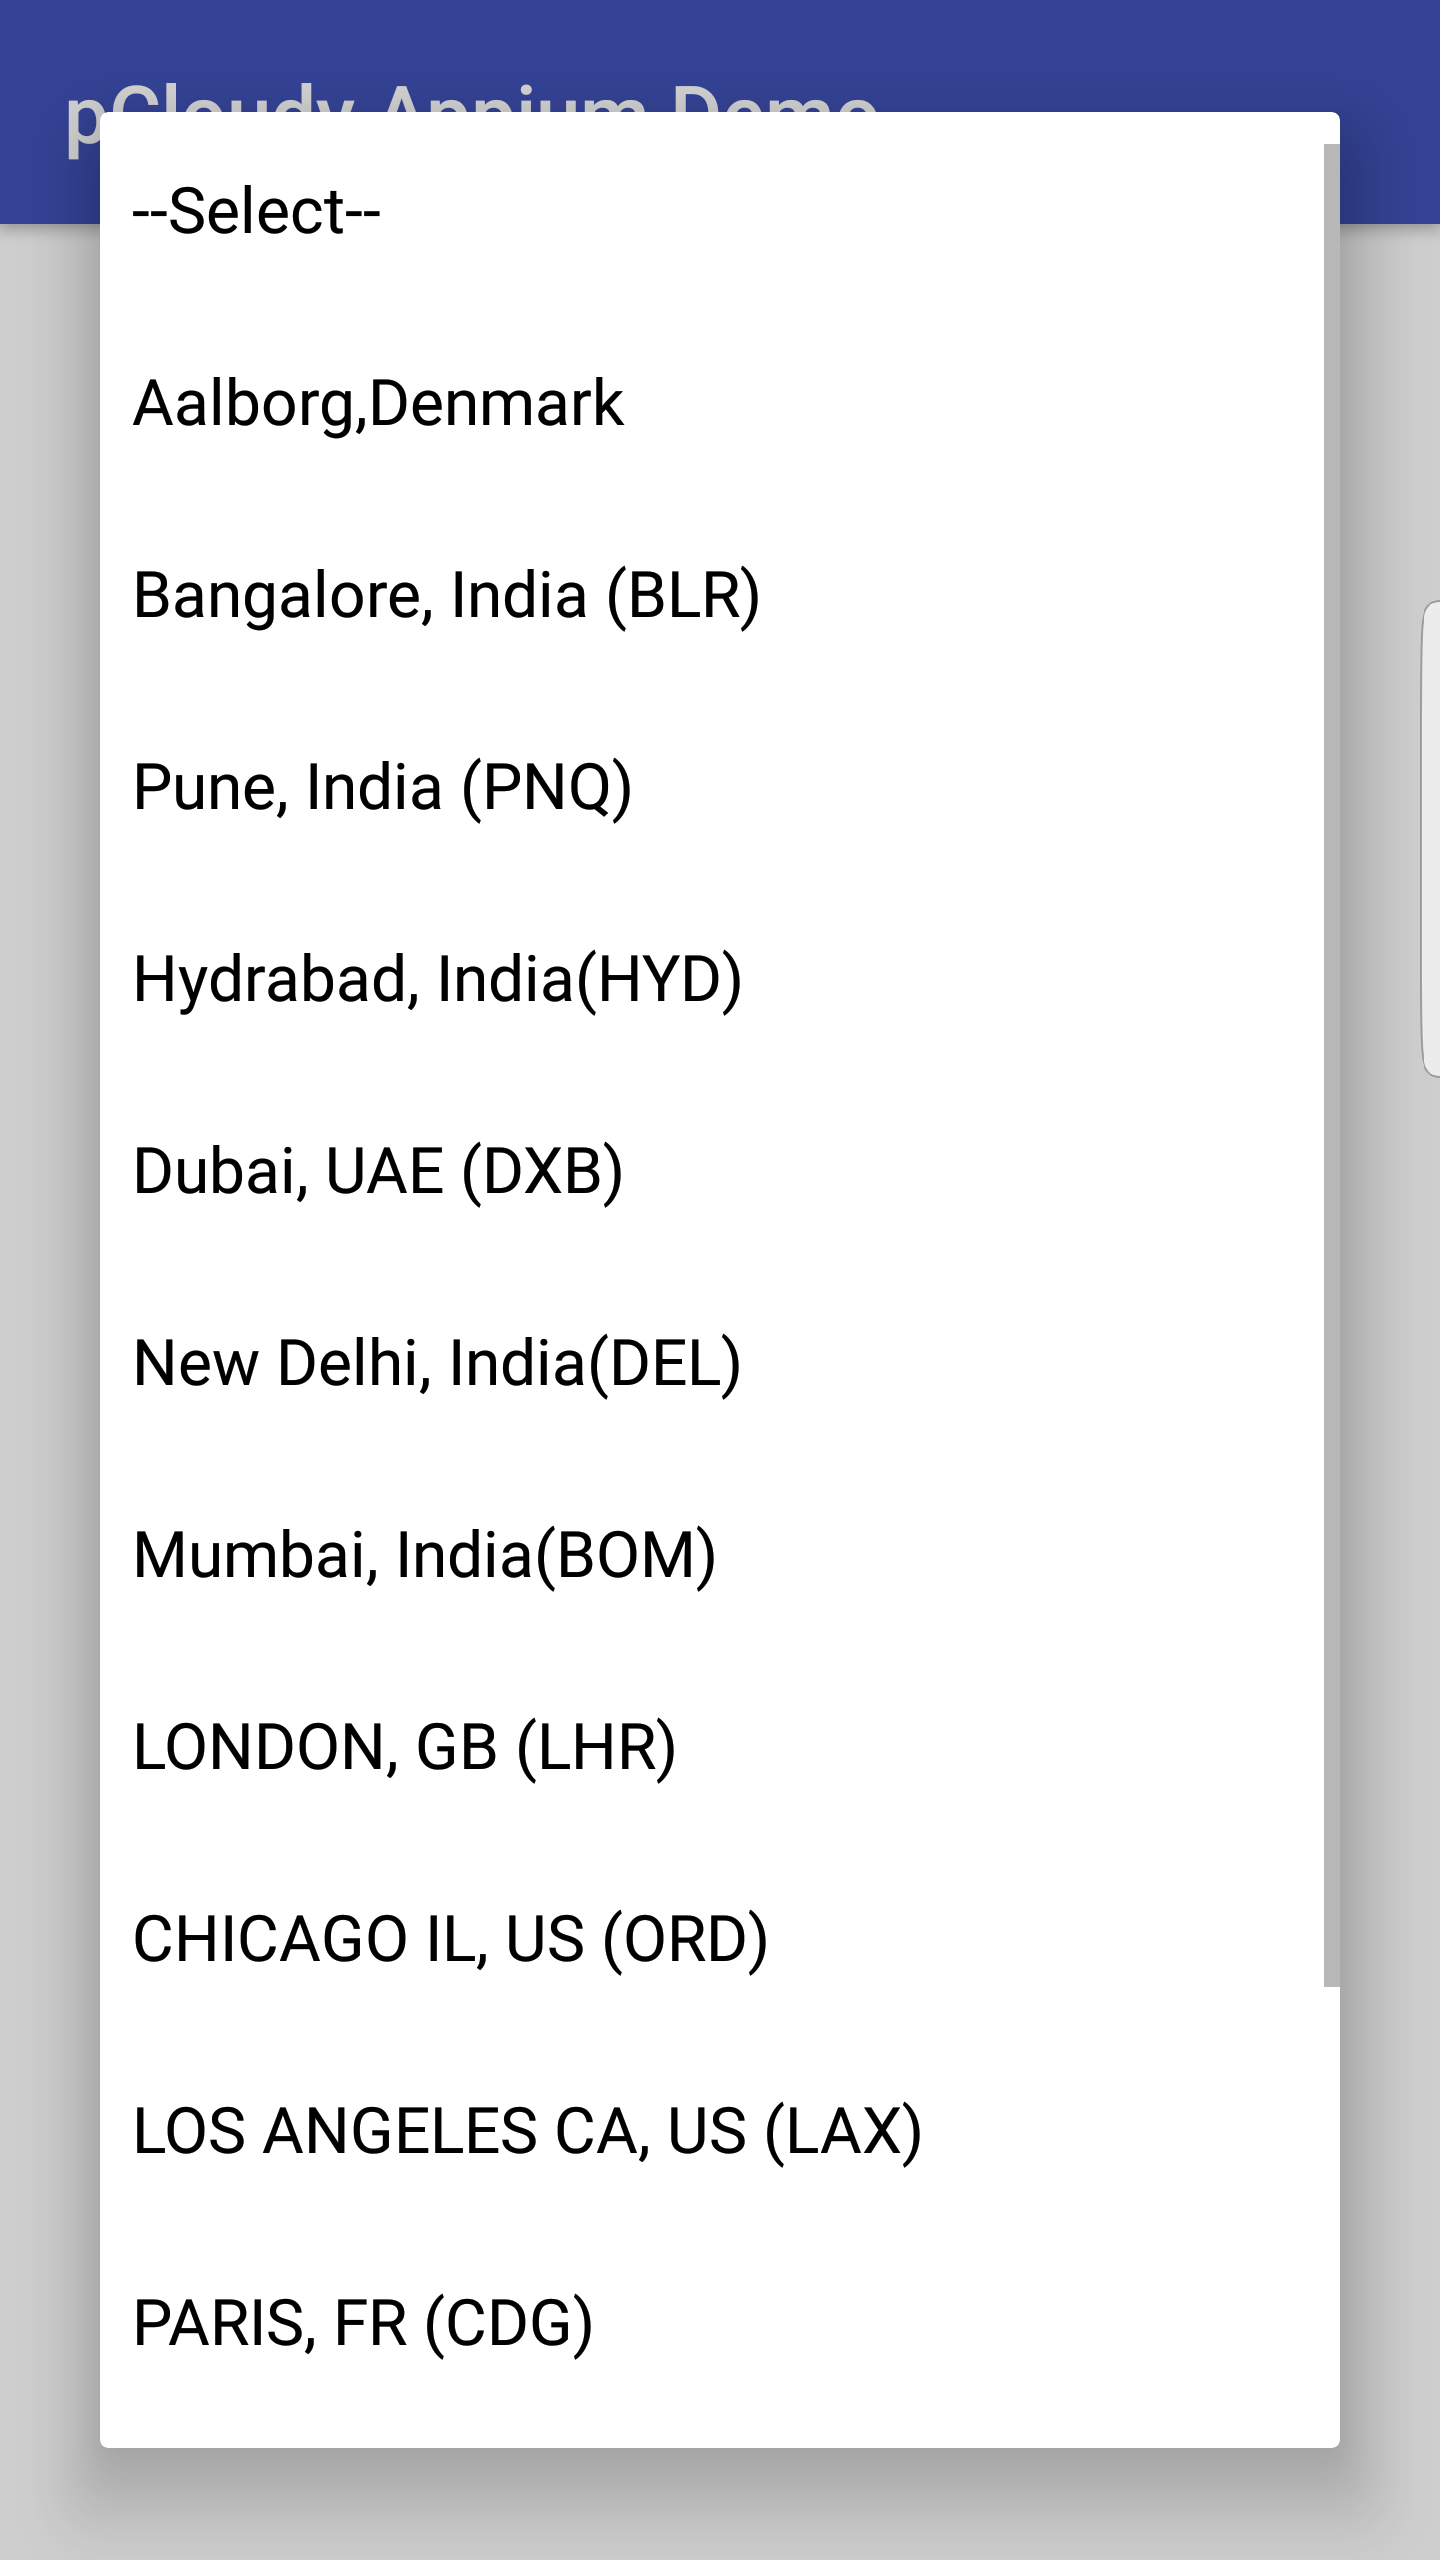 pCloudy Appium Demo
--Select--
Aalborg,Denmark
Bangalore, India (BLR)
Pune, India (PNQ)
Hydrabad, India(HYD)
Dubai, UAE (DXB)
New Delhi, India(DEL)
Mumbai, India(BOM)
LONDON, GB (LHR)
CHICAGO IL, US (ORD)
LOS ANGELES CA, US (LAX)
PARIS, FR (CDG)